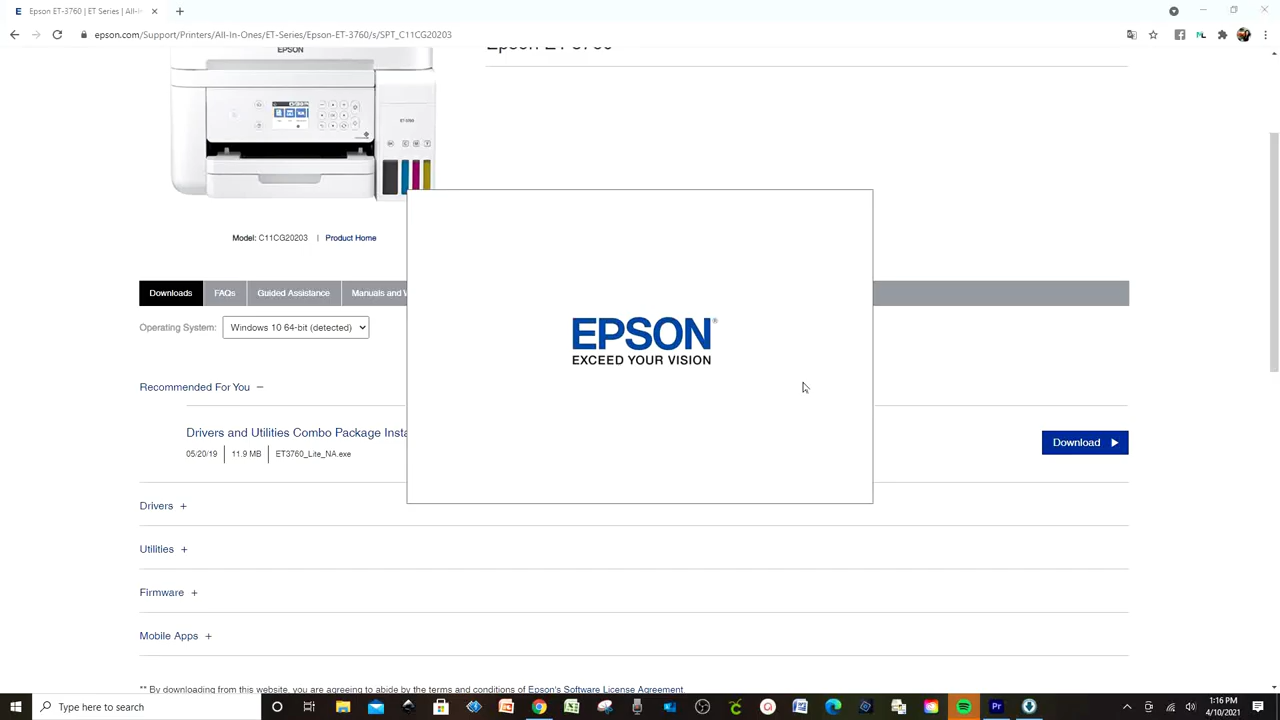 Epson ET-3760 | ET Series | All-In
epson.com/Support/Printers/All-In-Ones/ET-Series/Epson-ET-3760/s/SPT_C11CG20203
EPSON
Epson ET-3760
Model: C11CG20203 | Product Home
Downloads FAQs Guided Assistance Manuals and W
Operating System: Windows 10 64-bit (detected)
EPSON®
EXCEED YOUR VISION
Recommended For You −
Drivers and Utilities Combo Package Insta
05/20/19 11.9 MB ET3760_Lite_NA.exe
Download
Drivers +
Utilities +
Firmware +
Mobile Apps +
** By downloading from this website, you are agreeing to abide by the terms and conditions of Epson's Software License Agreement.
Type here to search
1:16 PM
4/10/2021